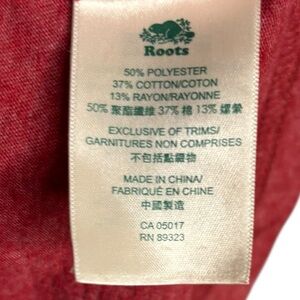 Roots
50% POLYESTER
37% COTTON/COTON
13% RAYON/RAYONNE
50% 聚酯纖維 37% 棉 13% 嫘縈
EXCLUSIVE OF TRIMS/
GARNITURES NON COMPRISES
不包括點綴物
MADE IN CHINA/
FABRIQUÉ EN CHINE
中國製造
CA 05017
RN 89323